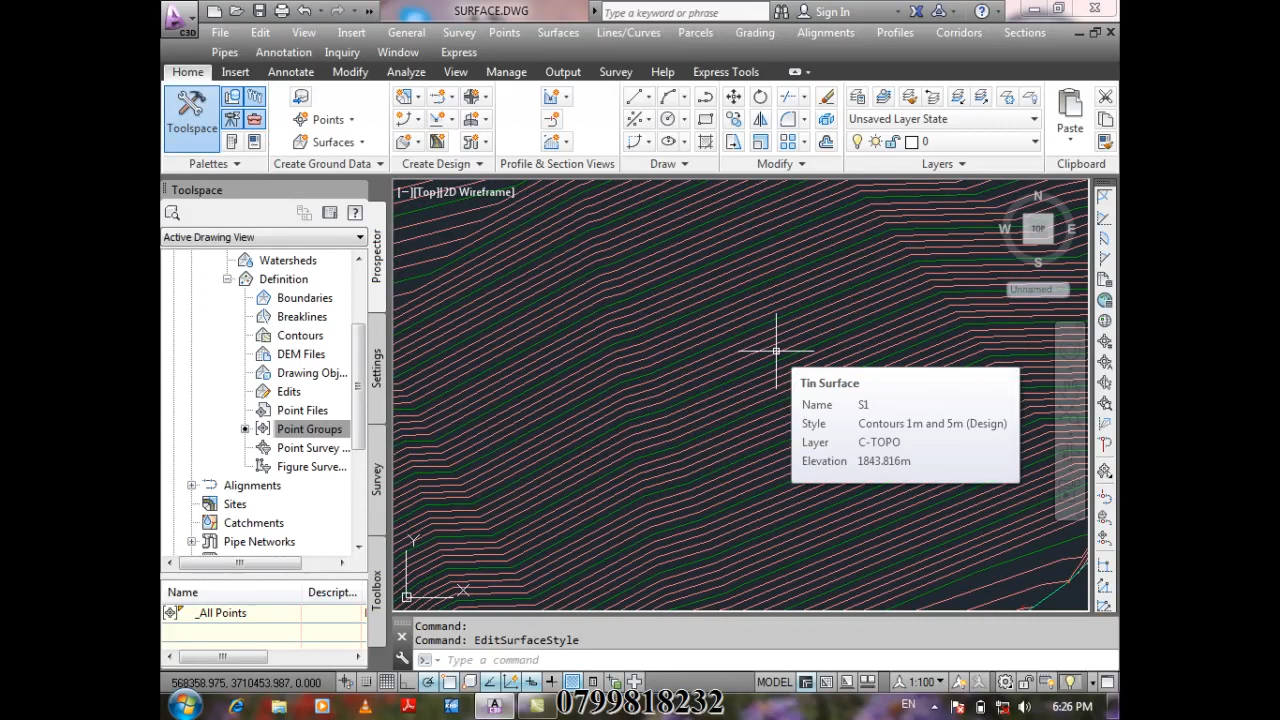 SURFACE.DWG
Type a keyword or phrase
Sign In
C3D
File Edit View Insert General Survey Points Surfaces Lines/Curves Parcels Grading Alignments Profiles Corridors Sections
Pipes Annotation Inquiry Window Express
Home Insert Annotate Modify Analyze View Manage Output Survey Help Express Tools
Toolspace
Points
Surfaces
Unsaved Layer State
0
Paste
Palettes
Create Ground Data
Create Design
Profile & Section Views
Draw
Modify
Layers
Clipboard
Toolspace
Active Drawing View
Watersheds
Definition
Boundaries
Breaklines
Contours
DEM Files
Drawing Obj...
Edits
Point Files
Point Groups
Point Survey ...
Figure Surve...
Alignments
Sites
Catchments
Pipe Networks
Name Descript...
_All Points
Prospector
Settings
Survey
Toolbox
[−][Top][2D Wireframe]
N
W TOP E
S
Unnamed
Tin Surface
Name S1
Style Contours 1m and 5m (Design)
Layer C-TOPO
Elevation 1843.816m
Y
X
Command:
Command: EditSurfaceStyle
Type a command
568358.975, 3710453.987, 0.000
MODEL
1:100
0799818232
EN
6:26 PM